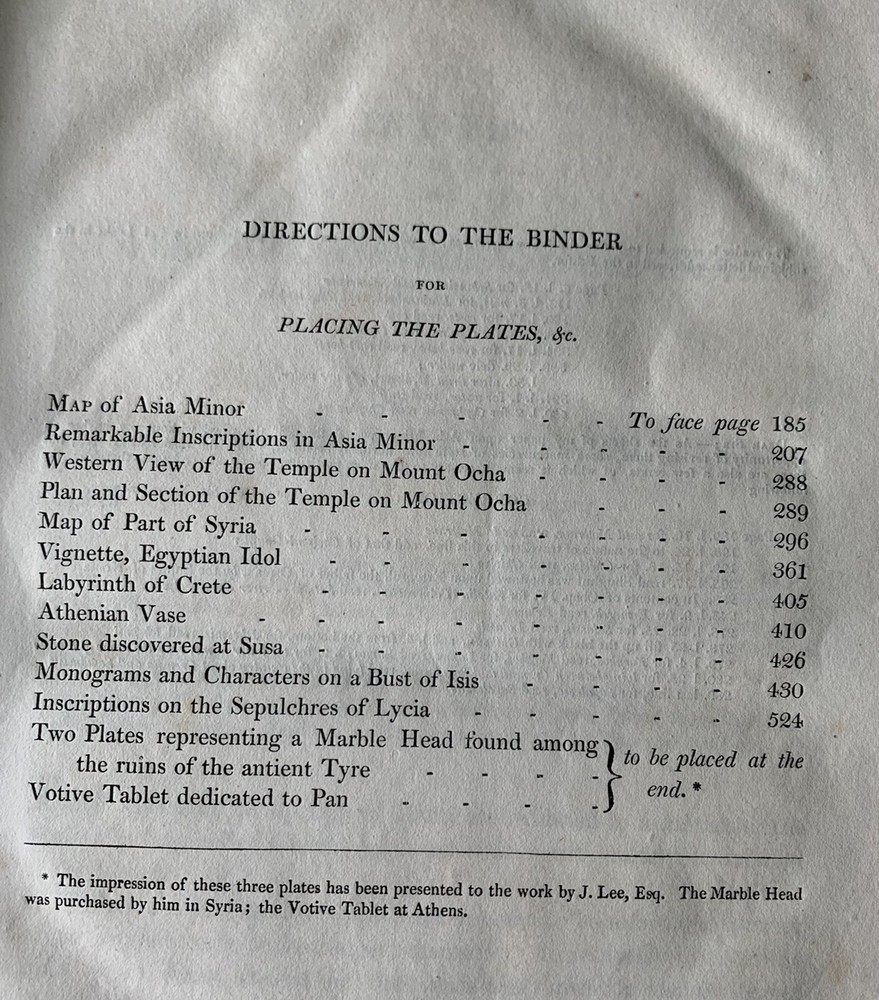 DIRECTIONS TO THE BINDER
FOR
PLACING THE PLATES, &c.
MAP of Asia Minor - - - - - To face page 185
Remarkable Inscriptions in Asia Minor - - - - - 207
Western View of the Temple on Mount Ocha - - - - 288
Plan and Section of the Temple on Mount Ocha - - - 289
Map of Part of Syria - - - - - - - 296
Vignette, Egyptian Idol - - - - - - - 361
Labyrinth of Crete - - - - - - - 405
Athenian Vase - - - - - - - - 410
Stone discovered at Susa - - - - - - - 426
Monograms and Characters on a Bust of Isis - - - - 430
Inscriptions on the Sepulchres of Lycia - - - - - 524
Two Plates representing a Marble Head found among } to be placed at the
the ruins of the antient Tyre - - - - } end. *
Votive Tablet dedicated to Pan - - - - }
* The impression of these three plates has been presented to the work by J. Lee, Esq. The Marble Head
was purchased by him in Syria; the Votive Tablet at Athens.